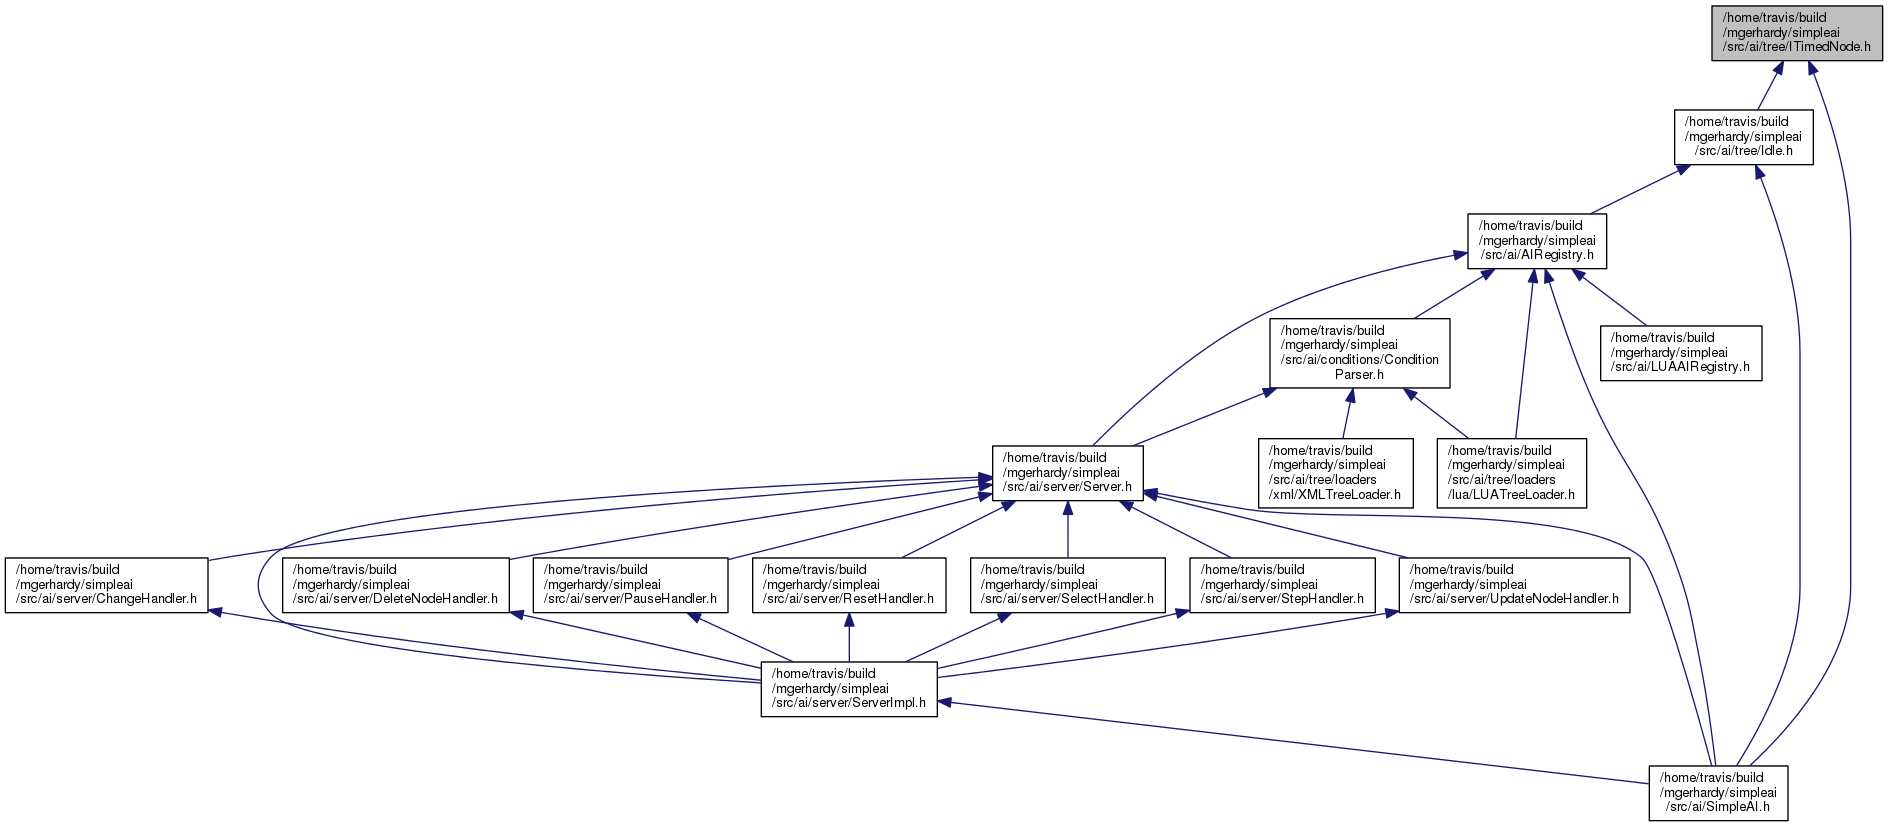 /home/travis/build
/mgerhardy/simpleai
/src/ai/tree/ITimedNode.h
/home/travis/build
/mgerhardy/simpleai
/src/ai/tree/Idle.h
/home/travis/build
/mgerhardy/simpleai
/src/ai/AIRegistry.h
/home/travis/build
/mgerhardy/simpleai
/src/ai/conditions/Condition
Parser.h
/home/travis/build
/mgerhardy/simpleai
/src/ai/LUAAIRegistry.h
/home/travis/build
/mgerhardy/simpleai
/src/ai/server/Server.h
/home/travis/build
/mgerhardy/simpleai
/src/ai/tree/loaders
/xml/XMLTreeLoader.h
/home/travis/build
/mgerhardy/simpleai
/src/ai/tree/loaders
/lua/LUATreeLoader.h
/home/travis/build
/mgerhardy/simpleai
/src/ai/server/ChangeHandler.h
/home/travis/build
/mgerhardy/simpleai
/src/ai/server/DeleteNodeHandler.h
/home/travis/build
/mgerhardy/simpleai
/src/ai/server/PauseHandler.h
/home/travis/build
/mgerhardy/simpleai
/src/ai/server/ResetHandler.h
/home/travis/build
/mgerhardy/simpleai
/src/ai/server/SelectHandler.h
/home/travis/build
/mgerhardy/simpleai
/src/ai/server/StepHandler.h
/home/travis/build
/mgerhardy/simpleai
/src/ai/server/UpdateNodeHandler.h
/home/travis/build
/mgerhardy/simpleai
/src/ai/server/ServerImpl.h
/home/travis/build
/mgerhardy/simpleai
/src/ai/SimpleAI.h